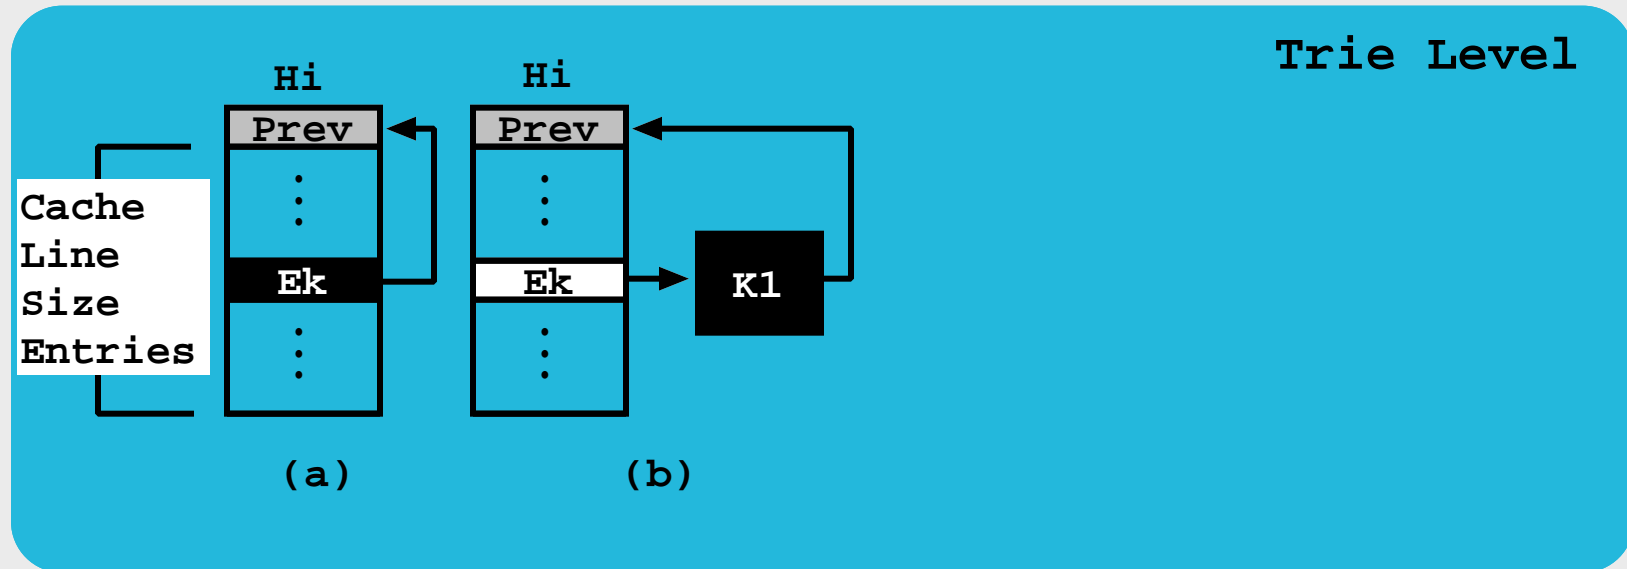 Trie Level
Hi
Hi
Prev
Prev
Cache
Line
Size
Entries
Ek
Ek
K1
(a)
(b)